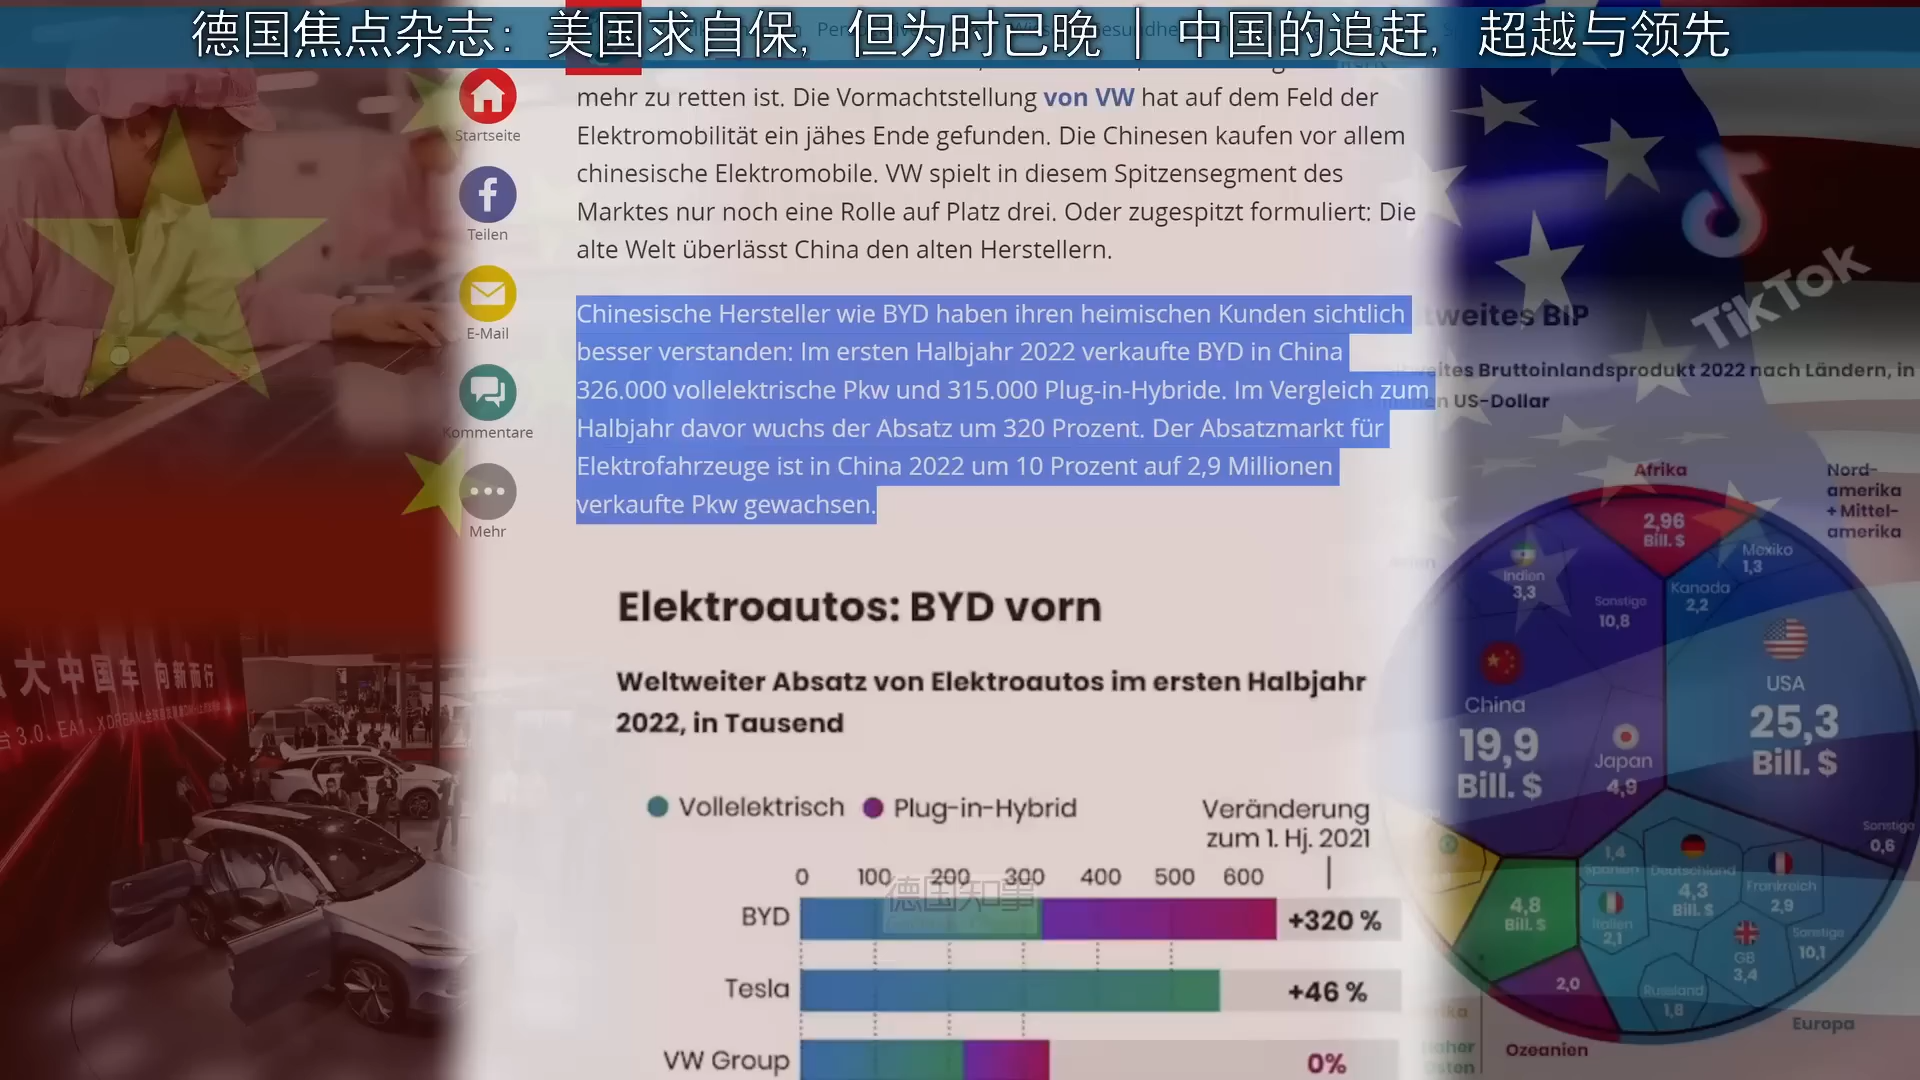 德国焦点杂志：美国求自保，但为时已晚 | 中国的追赶，超越与领先
mehr zu retten ist. Die Vormachtstellung von VW hat auf dem Feld der
Elektromobilität ein jähes Ende gefunden. Die Chinesen kaufen vor allem
chinesische Elektromobile. VW spielt in diesem Spitzensegment des
Marktes nur noch eine Rolle auf Platz drei. Oder zugespitzt formuliert: Die
alte Welt überlässt China den alten Herstellern.
Chinesische Hersteller wie BYD haben ihren heimischen Kunden sichtlich
besser verstanden: Im ersten Halbjahr 2022 verkaufte BYD in China
326.000 vollelektrische Pkw und 315.000 Plug-in-Hybride. Im Vergleich zum
Halbjahr davor wuchs der Absatz um 320 Prozent. Der Absatzmarkt für
Elektrofahrzeuge ist in China 2022 um 10 Prozent auf 2,9 Millionen
verkaufte Pkw gewachsen.
Startseite
Teilen
E-Mail
Kommentare
Mehr
Elektroautos: BYD vorn
Weltweiter Absatz von Elektroautos im ersten Halbjahr
2022, in Tausend
Vollelektrisch Plug-in-Hybrid
Veränderung
zum 1. Hj. 2021
0 100 200 300 400 500 600
德国知事
BYD +320 %
Tesla +46 %
VW Group 0%
大中国车 向新而行
TikTok
tweites BIP
eites Bruttoinlandsprodukt 2022 nach Ländern, in
US-Dollar
Afrika
2,96
Bill. $
Nord-
amerika
+ Mittel-
amerika
Mexiko
1,3
Kanada
2,2
Indien
3,3
Sonstige
10,8
China
19,9
Bill. $
Japan
4,9
USA
25,3
Bill. $
Sonstige
0,6
4,8
Bill. $
1,4
Spanien
Italien
2,1
Deutschland
4,3
Bill. $
Frankreich
2,9
GB
3,4
Sonstige
10,1
Russland
1,8
2,0
Ozeanien
Europa